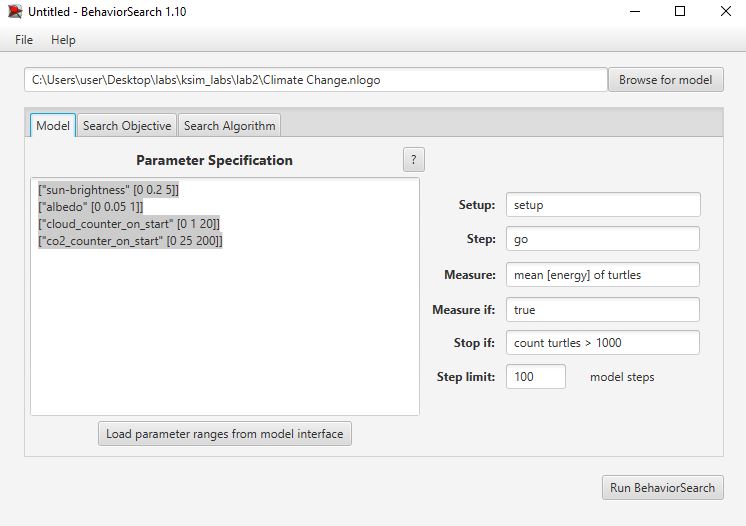 Untitled - BehaviorSearch 1.10
File Help
C:\Users\user\Desktop\labs\ksim_labs\lab2\Climate Change.nlogo Browse for model
Model Search Objective Search Algorithm
Parameter Specification ?
["sun-brightness" [0 0.2 5]]
["albedo" [0 0.05 1]]
["cloud_counter_on_start" [0 1 20]]
["co2_counter_on_start" [0 25 200]]
Setup: setup
Step: go
Measure: mean [energy] of turtles
Measure if: true
Stop if: count turtles > 1000
Step limit: 100 model steps
Load parameter ranges from model interface
Run BehaviorSearch